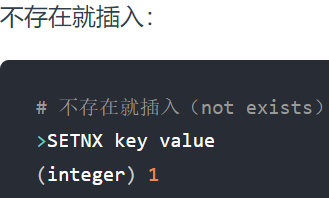 不存在就插入：
# 不存在就插入（not exists）
>SETNX key value
(integer) 1